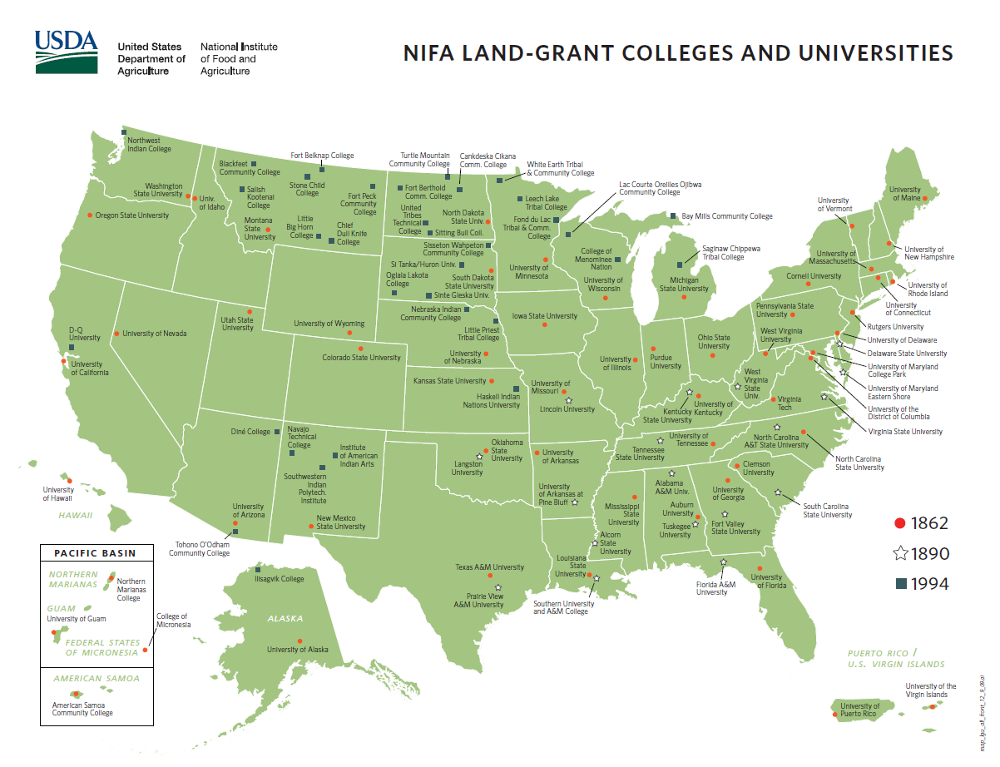 USDA
United States
Department of
Agriculture
National Institute
of Food and
Agriculture
NIFA LAND-GRANT COLLEGES AND UNIVERSITIES
Northwest
Indian College
Washington
State University
Univ.
of Idaho
Oregon State University
Blackfeet
Community College
Fort Belknap College
Stone Child
College
Salish
Kootenai
College
Fort Peck
Community
College
Montana
State
University
Little
Big Horn
College
Chief
Dull Knife
College
Turtle Mountain
Community College
Cankdeska Cikana
Comm. College
Fort Berthold
Comm. College
United
Tribes
Technical
College
North Dakota
State Univ.
Sitting Bull Coll.
White Earth Tribal
& Community College
Leech Lake
Tribal College
Fond du Lac
Tribal & Comm.
College
Lac Courte Oreilles Ojibwa
Community College
Bay Mills Community College
Saginaw Chippewa
Tribal College
Michigan
State University
College of
Menominee
Nation
University of
Wisconsin
University of
Minnesota
Sisseton Wahpeton
Community College
Si Tanka/Huron Univ.
Oglala Lakota
College
South Dakota
State University
Sinte Gleska Univ.
Nebraska Indian
Community College
Little Priest
Tribal College
University
of Nebraska
Iowa State University
University of Wyoming
Colorado State University
Utah State
University
University of Nevada
D-Q
University
University
of California
Kansas State University
Haskell Indian
Nations University
University of
Missouri
Lincoln University
University
of Illinois
Purdue
University
Ohio State
University
Kentucky
State University
University of
Kentucky
West
Virginia
State
Univ.
West Virginia
University
Virginia
Tech
Pennsylvania State
University
Cornell University
University
of Vermont
University
of Maine
University of
New Hampshire
University of
Massachusetts
University of
Rhode Island
University
of Connecticut
Rutgers University
University of Delaware
Delaware State University
University of Maryland
College Park
University of Maryland
Eastern Shore
University of the
District of Columbia
Virginia State University
North Carolina
A&T State University
North Carolina
State University
Clemson
University
South Carolina
State University
University
of Georgia
Fort Valley
State University
University of
Tennessee
Tennessee
State University
Alabama
A&M Univ.
Auburn
University
Tuskegee
University
Mississippi
State
University
Alcorn
State
University
Louisiana
State
University
Southern University
and A&M College
Florida A&M
University
University
of Florida
University
of Arkansas
University
of Arkansas at
Pine Bluff
Oklahoma
State
University
Langston
University
Texas A&M University
Prairie View
A&M University
Diné College
Navajo
Technical
College
Institute
of American
Indian Arts
Southwestern
Indian
Polytech.
Institute
New Mexico
State University
University
of Arizona
Tohono O'Odham
Community College
University
of Hawaii
HAWAII
PACIFIC BASIN
NORTHERN
MARIANAS
Northern
Marianas
College
GUAM
University of Guam
College of
Micronesia
FEDERAL STATES
OF MICRONESIA
AMERICAN SAMOA
American Samoa
Community College
Ilisagvik College
ALASKA
University of Alaska
1862
1890
1994
PUERTO RICO /
U.S. VIRGIN ISLANDS
University of the
Virgin Islands
University of
Puerto Rico
map_lgu_all_front_12_9_09.ai